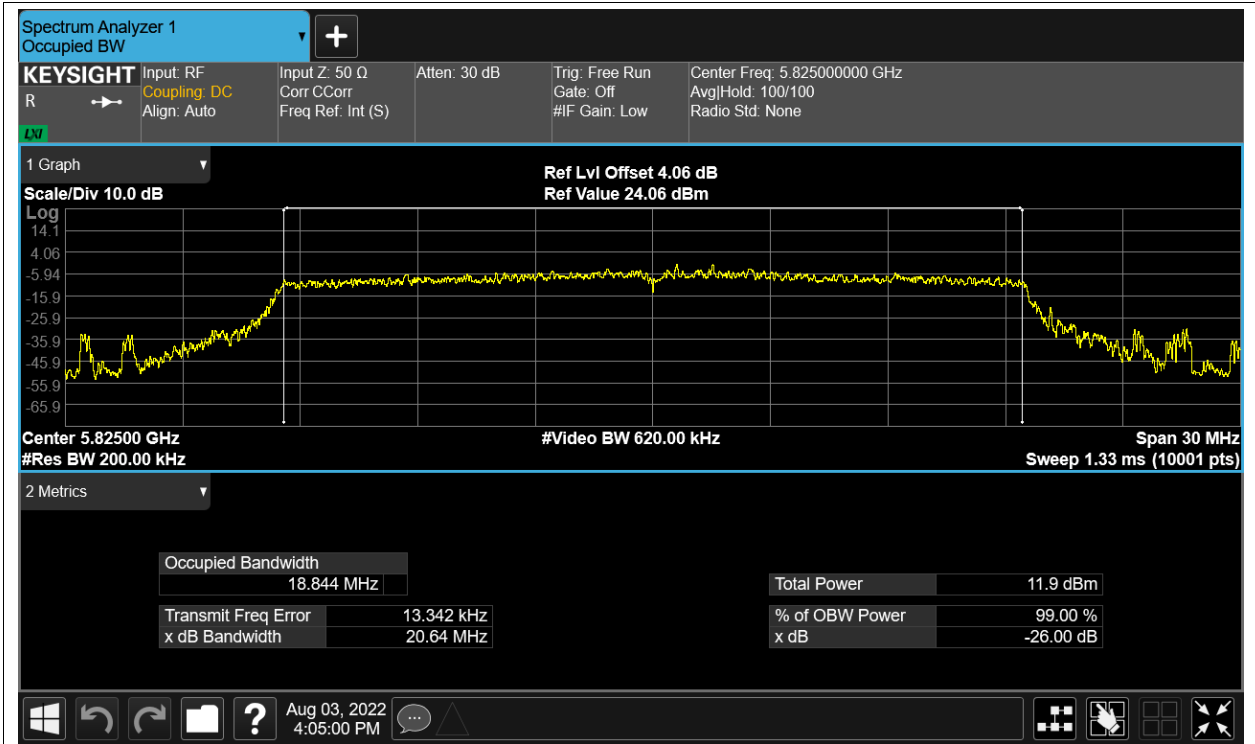 Spectrum Analyzer 1
Occupied BW
▼
+
KEYSIGHT
R
LXI
Input: RF
Coupling: DC
Align: Auto
Input Z: 50 Ω
Corr CCorr
Freq Ref: Int (S)
Atten: 30 dB
Trig: Free Run
Gate: Off
#IF Gain: Low
Center Freq: 5.825000000 GHz
Avg|Hold: 100/100
Radio Std: None
1 Graph ▼
Scale/Div 10.0 dB
Ref Lvl Offset 4.06 dB
Ref Value 24.06 dBm
Log
14.1
4.06
-5.94
-15.9
-25.9
-35.9
-45.9
-55.9
-65.9
Center 5.82500 GHz
#Res BW 200.00 kHz
#Video BW 620.00 kHz
Span 30 MHz
Sweep 1.33 ms (10001 pts)
2 Metrics ▼
Occupied Bandwidth
18.844 MHz
Transmit Freq Error 13.342 kHz
x dB Bandwidth 20.64 MHz
Total Power 11.9 dBm
% of OBW Power 99.00 %
x dB -26.00 dB
?
Aug 03, 2022
4:05:00 PM